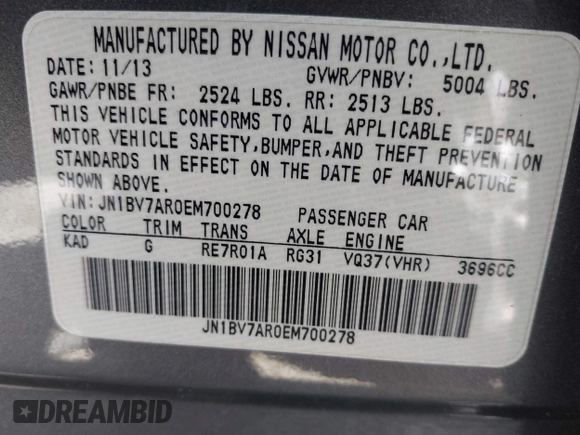 MANUFACTURED BY NISSAN MOTOR CO.,LTD.
DATE: 11/13 GVWR/PNBV: 5004 LBS.
GAWR/PNBE FR: 2524 LBS. RR: 2513 LBS.
THIS VEHICLE CONFORMS TO ALL APPLICABLE FEDERAL
MOTOR VEHICLE SAFETY,BUMPER,AND THEFT PREVENTION
STANDARDS IN EFFECT ON THE DATE OF MANUFACTURE
SHOWN ABOVE.
VIN: JN1BV7AR0EM700278 PASSENGER CAR
COLOR TRIM TRANS AXLE ENGINE
KAD G RE7R01A RG31 VQ37(VHR) 3696CC
JN1BV7AR0EM700278
DREAMBID